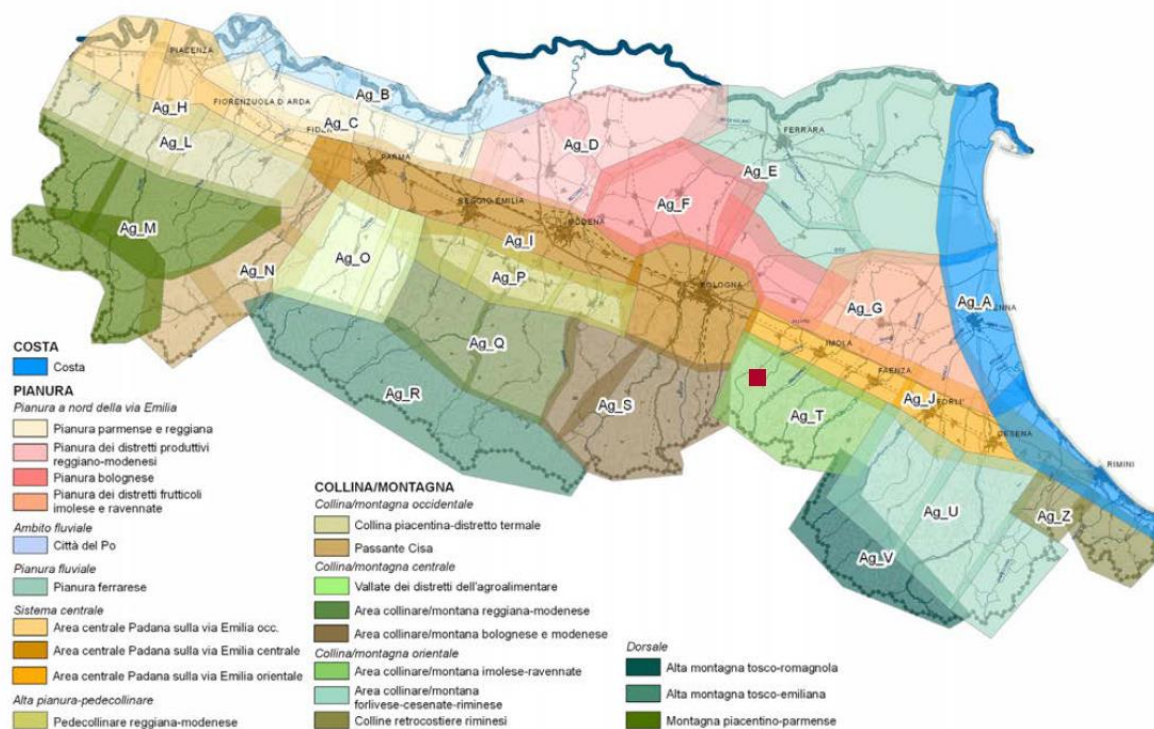 PIACENZA
Ag_B
Ag_H
FIORENZUOLA D ARDA
Ag_C
Ag_L
PARMA
Ag_D
FERRARA
Ag_E
Ag_F
REGGIO EMILIA
MODENA
Ag_M
Ag_I
Ag_N
Ag_O
Ag_P
BOLOGNA
Ag_G
Ag_A
IMOLA
FAENZA
Ag_Q
Ag_R
Ag_S
Ag_T
Ag_J
FORLI'
RIMINI
Ag_U
Ag_Z
Ag_V
COSTA
Costa
PIANURA
Pianura a nord della via Emilia
Pianura parmense e reggiana
Pianura dei distretti produttivi
reggiano-modenesi
Pianura bolognese
Pianura dei distretti frutticoli
imolese e ravennate
Ambito fluviale
Città del Po
Pianura fluviale
Pianura ferrarese
Sistema centrale
Area centrale Padana sulla via Emilia occ.
Area centrale Padana sulla via Emilia centrale
Area centrale Padana sulla via Emilia orientale
Alta pianura-pedecollinare
Pedecollinare reggiana-modenese
COLLINA/MONTAGNA
Collina/montagna occidentale
Collina piacentina-distretto termale
Passante Cisa
Collina/montagna centrale
Vallate dei distretti dell'agroalimentare
Area collinare/montana reggiana-modenese
Area collinare/montana bolognese e modenese
Collina/montagna orientale
Area collinare/montana imolese-ravennate
Area collinare/montana
forlivese-cesenate-riminese
Colline retrocostiere riminesi
Dorsale
Alta montagna tosco-romagnola
Alta montagna tosco-emiliana
Montagna piacentino-parmense